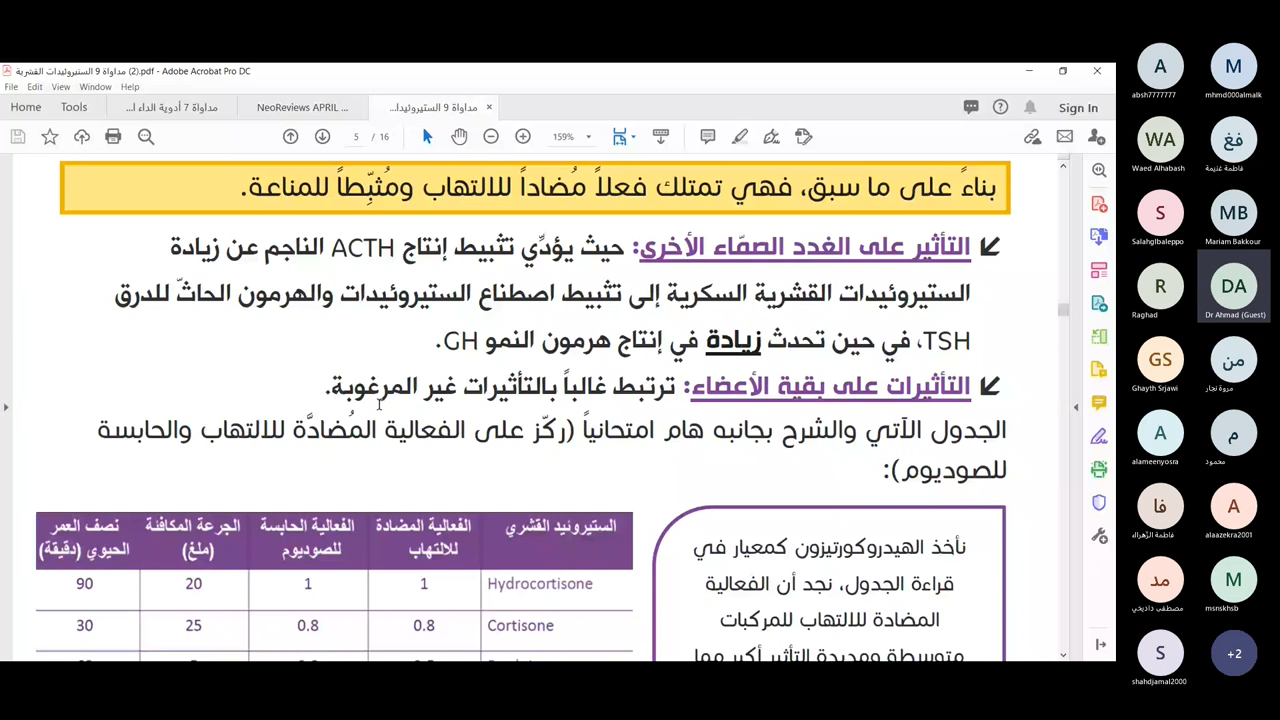 مداواة 9 الستيروئيدات القشرية (2).pdf - Adobe Acrobat Pro DC
File Edit View Window Help
Home Tools مداواة 7 أدوية الداء ا... NeoReviews APRIL ... مداواة 9 الستيروئيدا... × Sign In
5 / 16 159%
بناءً على ما سبق، فهي تمتلك فعلاً مُضاداً للالتهاب ومُثبِّطاً للمناعة.
التأثير على الغدد الصمّاء الأخرى: حيث يؤدِّي تثبيط إنتاج ACTH الناجم عن زيادة
الستيروئيدات القشرية السكرية إلى تثبيط اصطناع الستيروئيدات والهرمون الحاثّ للدرق
TSH، في حين تحدث زيادة في إنتاج هرمون النمو GH.
التأثيرات على بقية الأعضاء: ترتبط غالباً بالتأثيرات غير المرغوبة.
الجدول الآتي والشرح بجانبه هام امتحانياً (ركّز على الفعالية المُضادَّة للالتهاب والحابسة
للصوديوم):
نأخذ الهيدروكورتيزون كمعيار في
قراءة الجدول، نجد أن الفعالية
المضادة للالتهاب للمركبات
متوسطة ومديدة التأثير أكبر مما
الستيروئيد القشري الفعالية المضادة للالتهاب الفعالية الحابسة للصوديوم الجرعة المكافئة (ملغ) نصف العمر الحيوي (دقيقة)
Hydrocortisone 1 1 20 90
Cortisone 0.8 0.8 25 30
A
absh7777777
M
mhmd000almalk
WA
Waed Alhabash
فغ
فاطمة غنيمة
S
Salahglbaleppo
MB
Mariam Bakkour
R
Raghad
DA
Dr Ahmad (Guest)
GS
Ghayth Srjawi
من
مروة نجار
A
alameenyosra
م
محمود
فا
فاطمة الزّهراء
A
alaazekra2001
مد
مصطفى داديخي
M
msnskhsb
S
shahdjamal2000
+2